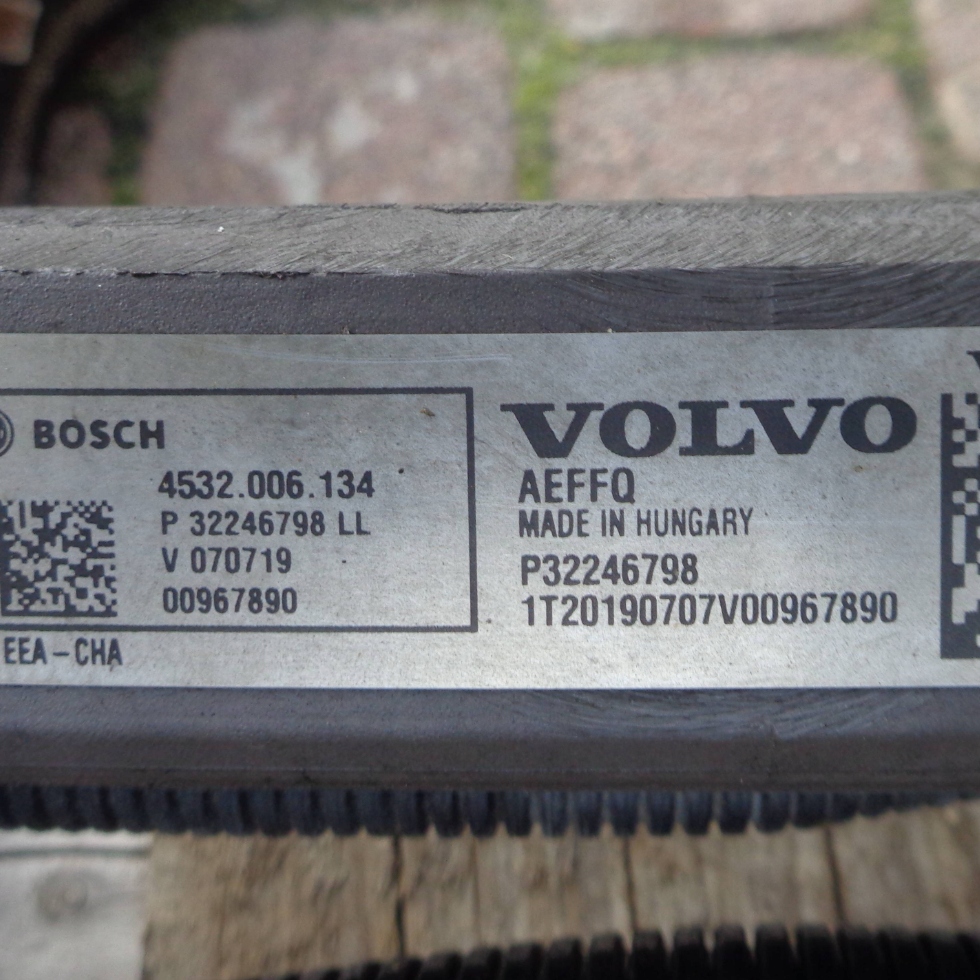 BOSCH
4532.006.134
P 32246798 LL
V 070719
00967890
EEA-CHA
VOLVO
AEFFQ
MADE IN HUNGARY
P32246798
1T20190707V00967890